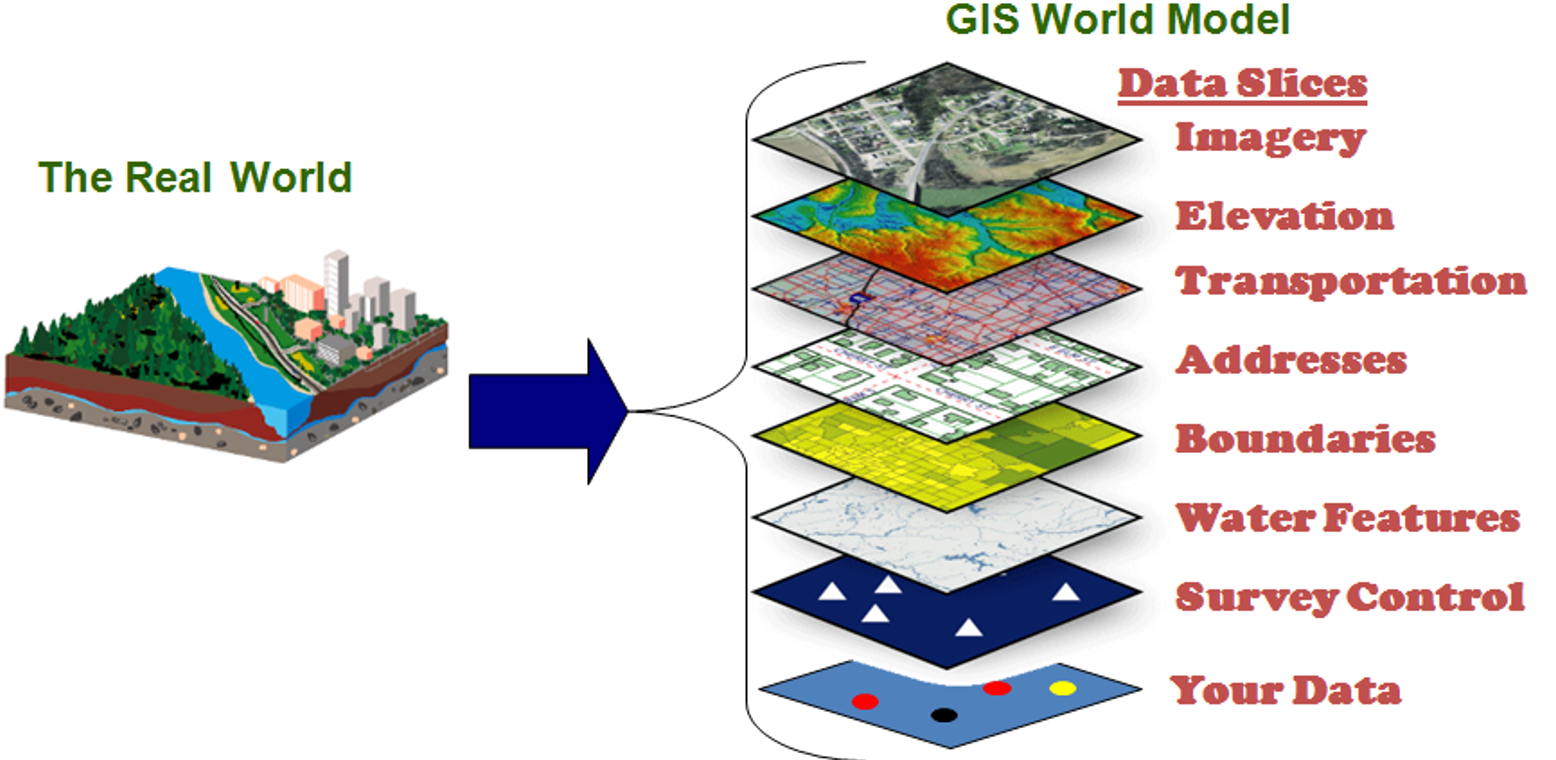 GIS World Model
The Real World
Data Slices
Imagery
Elevation
Transportation
Addresses
Boundaries
Water Features
Survey Control
Your Data